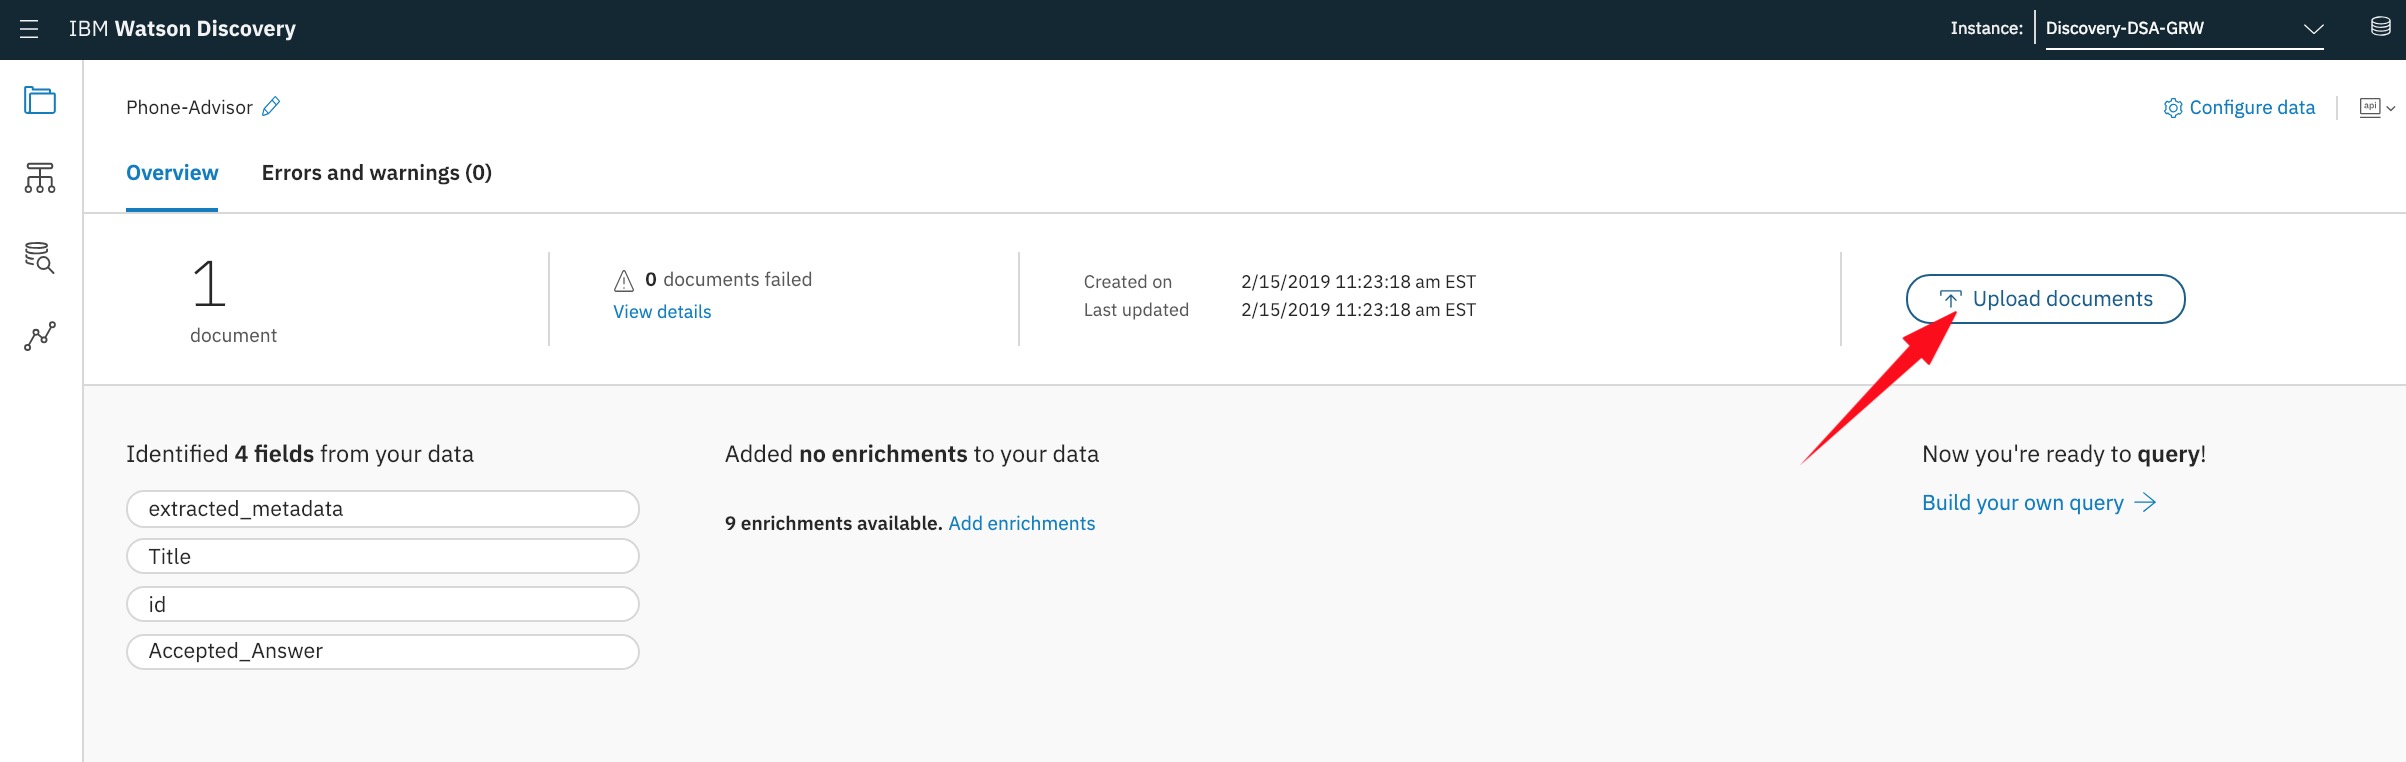 IBM Watson Discovery
Instance: Discovery-DSA-GRW
Phone-Advisor
Configure data
api
Overview Errors and warnings (0)
1
document
0 documents failed
View details
Created on 2/15/2019 11:23:18 am EST
Last updated 2/15/2019 11:23:18 am EST
Upload documents
Identified 4 fields from your data
extracted_metadata
Title
id
Accepted_Answer
Added no enrichments to your data
9 enrichments available. Add enrichments
Now you're ready to query!
Build your own query